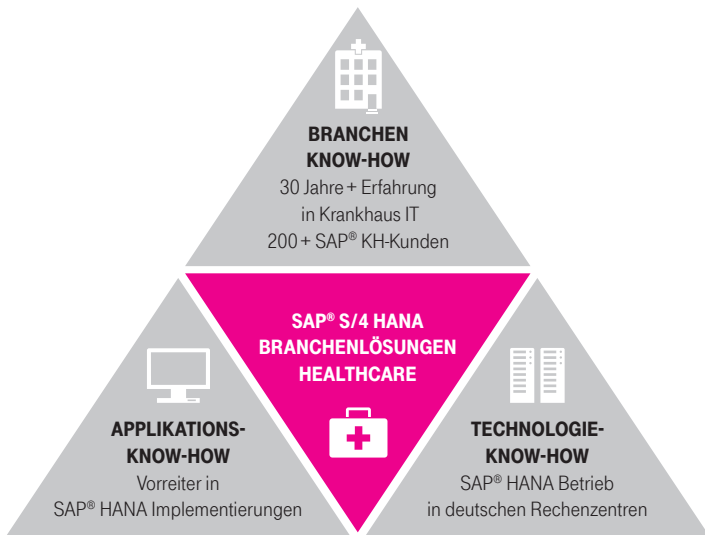 BRANCHEN
KNOW-HOW
30 Jahre + Erfahrung
in Krankhaus IT
200 + SAP® KH-Kunden
SAP® S/4 HANA
BRANCHENLÖSUNGEN
HEALTHCARE
APPLIKATIONS-
KNOW-HOW
Vorreiter in
SAP® HANA Implementierungen
TECHNOLOGIE-
KNOW-HOW
SAP® HANA Betrieb
in deutschen Rechenzentren